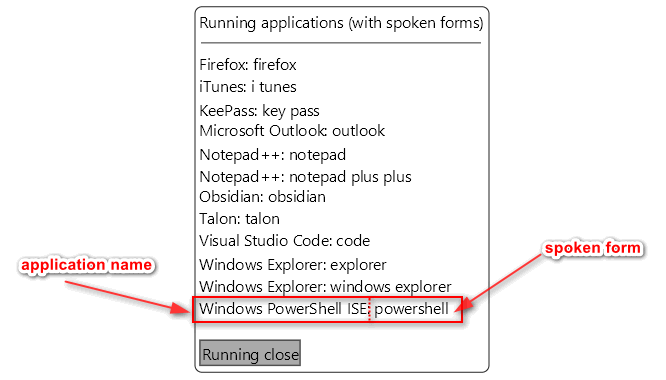 Running applications (with spoken forms)
Firefox: firefox
iTunes: i tunes
KeePass: key pass
Microsoft Outlook: outlook
Notepad++: notepad
Notepad++: notepad plus plus
Obsidian: obsidian
Talon: talon
Visual Studio Code: code
Windows Explorer: explorer
Windows Explorer: windows explorer
Windows PowerShell ISE: powershell
Running close
application name
spoken form